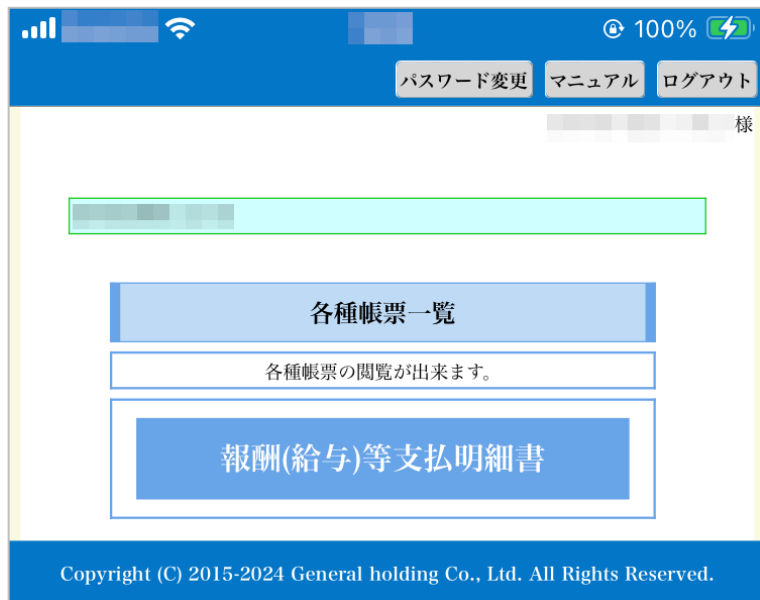 100%
パスワード変更 マニュアル ログアウト
様
各種帳票一覧
各種帳票の閲覧が出来ます。
報酬(給与)等支払明細書
Copyright (C) 2015-2024 General holding Co., Ltd. All Rights Reserved.